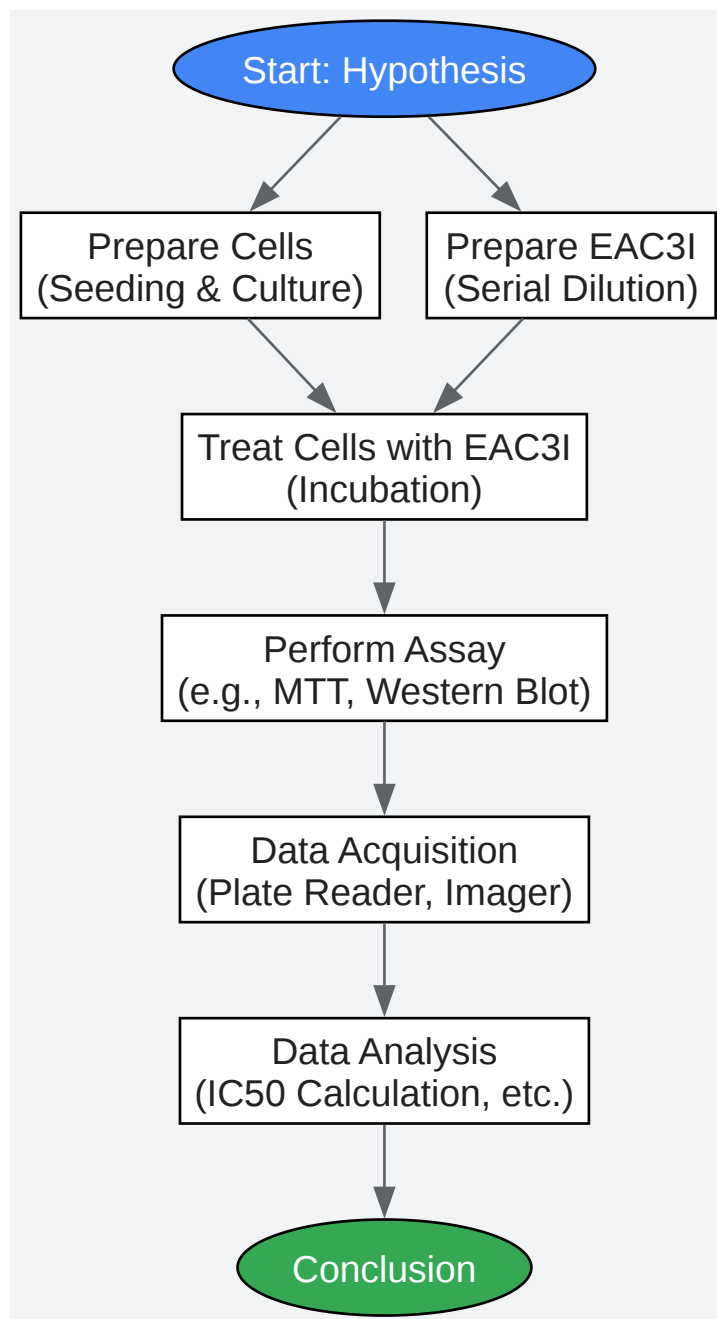 Start: Hypothesis
Prepare Cells
(Seeding & Culture)
Prepare EAC3I
(Serial Dilution)
Treat Cells with EAC3I
(Incubation)
Perform Assay
(e.g., MTT, Western Blot)
Data Acquisition
(Plate Reader, Imager)
Data Analysis
(IC50 Calculation, etc.)
Conclusion